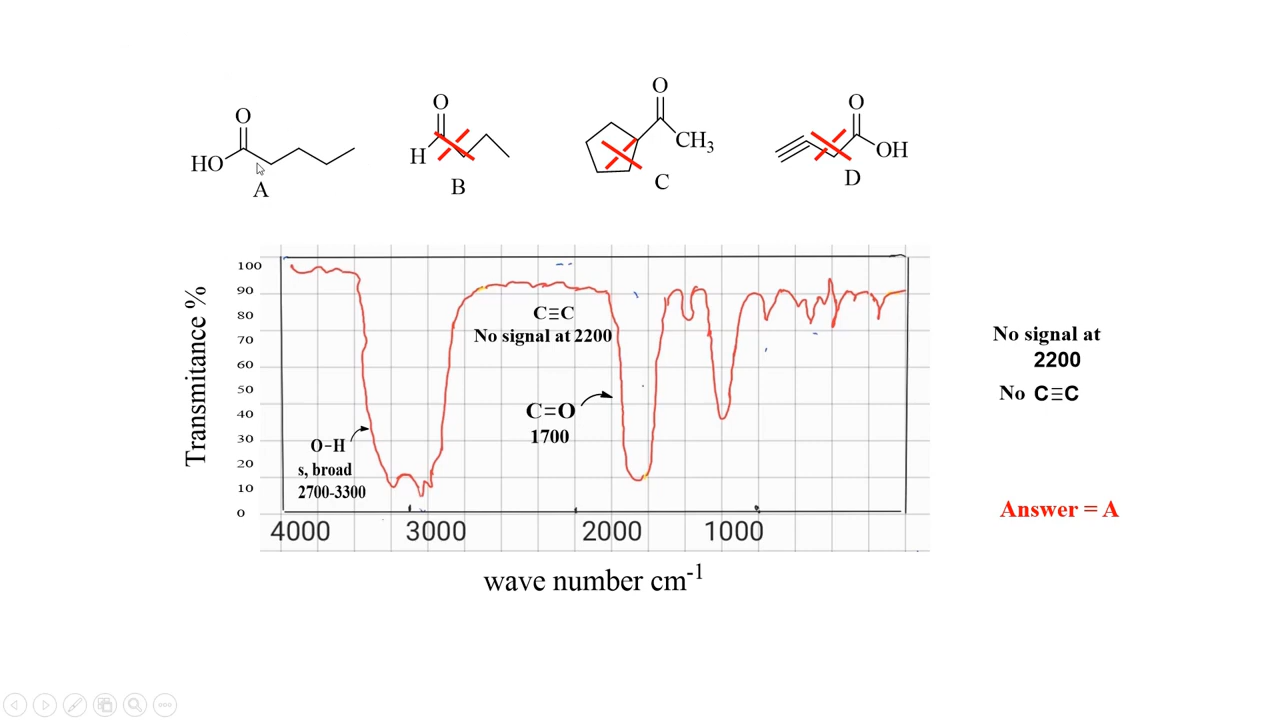 O
HO
A
O
H
B
O
CH3
C
O
OH
D
Transmitance %
100
90
80
70
60
50
40
30
20
10
0
C≡C
No signal at 2200
C=O
1700
O-H
s, broad
2700-3300
4000 3000 2000 1000
wave number cm-1
No signal at
2200
No C≡C
Answer = A